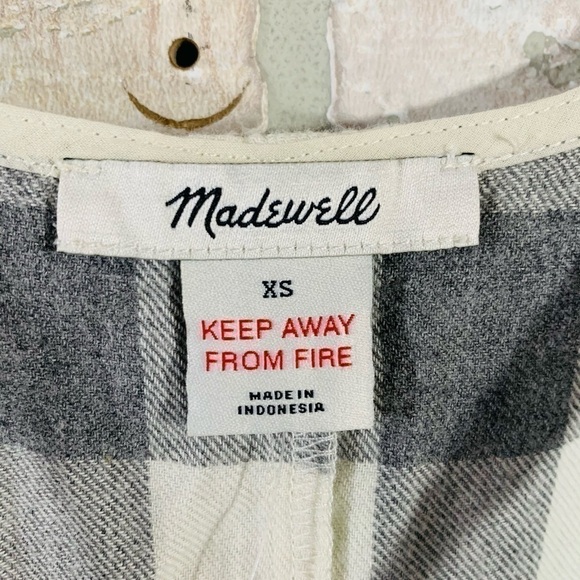 Madewell
XS
KEEP AWAY
FROM FIRE
MADE IN
INDONESIA